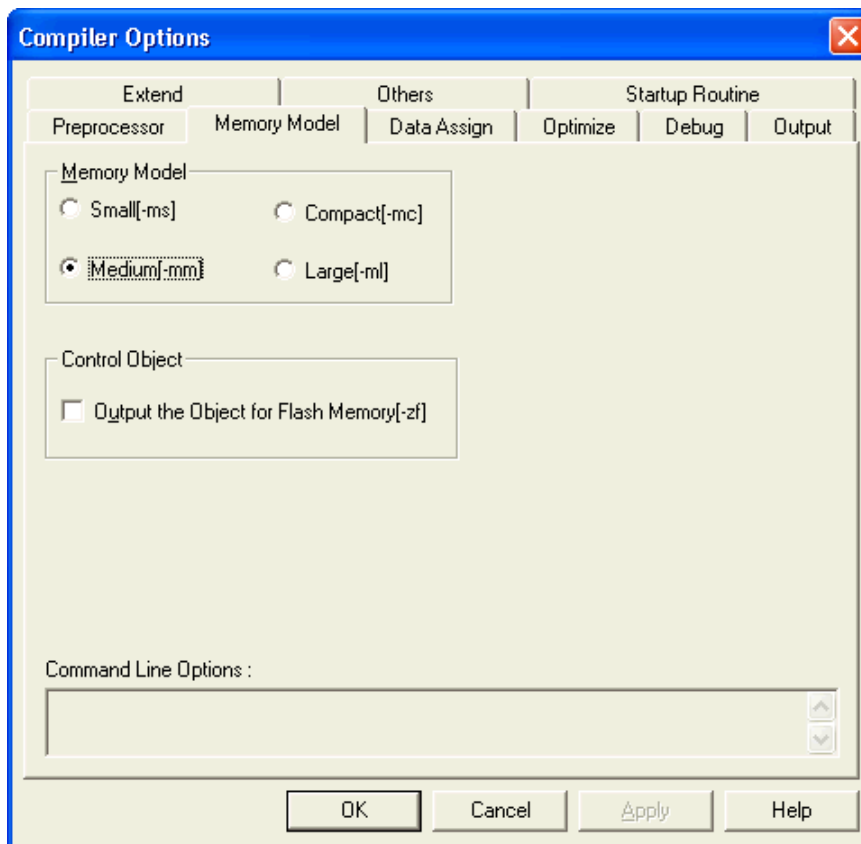 Compiler Options
Extend Others Startup Routine
Preprocessor Memory Model Data Assign Optimize Debug Output
Memory Model
Small[-ms] Compact[-mc]
Medium[-mm] Large[-ml]
Control Object
Output the Object for Flash Memory[-zf]
Command Line Options :
OK Cancel Apply Help